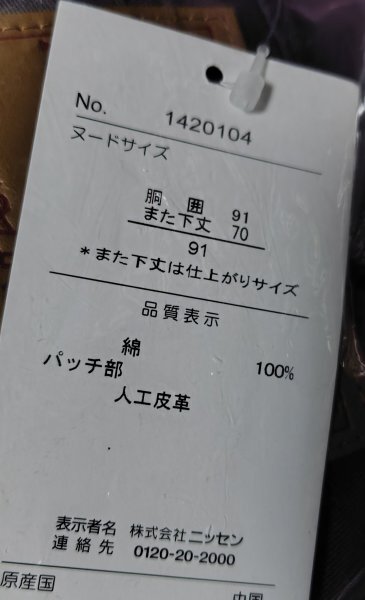 No. 1420104
ヌードサイズ
胴 囲 91
また下丈 70
91
*また下丈は仕上がりサイズ
品質表示
綿 100%
パッチ部
人工皮革
表示者名 株式会社ニッセン
連絡先 0120-20-2000
原産国 中国